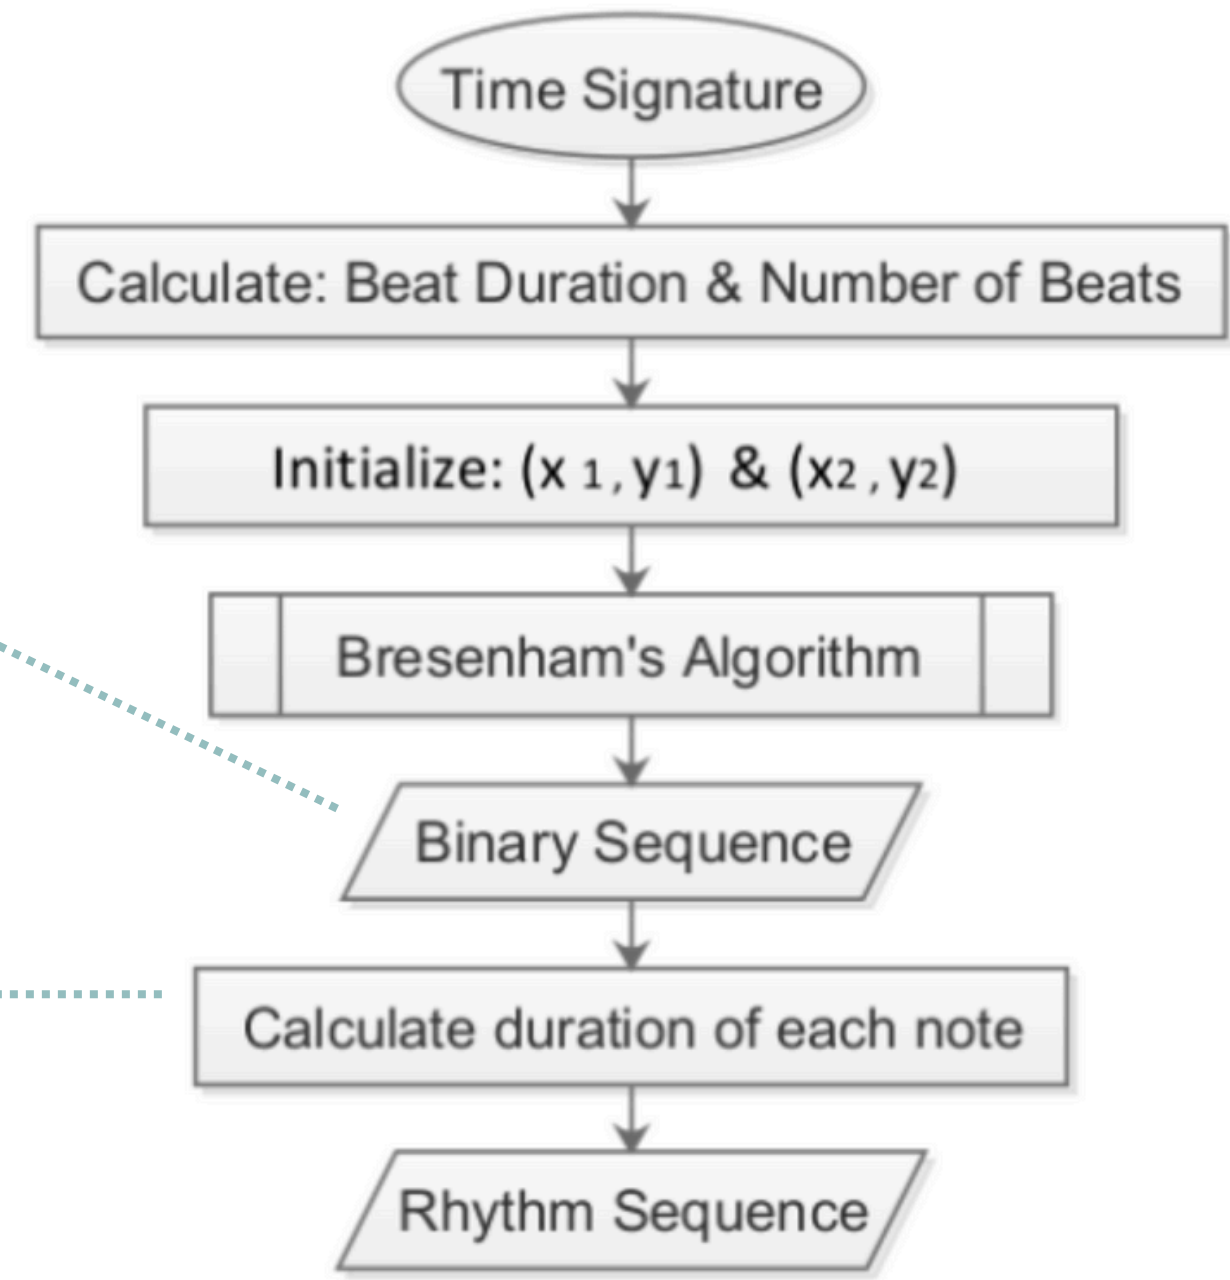 Time Signature
Calculate: Beat Duration & Number of Beats
Initialize: (x 1 , y1) & (x2 , y2)
Bresenham's Algorithm
Binary Sequence
Calculate duration of each note
Rhythm Sequence